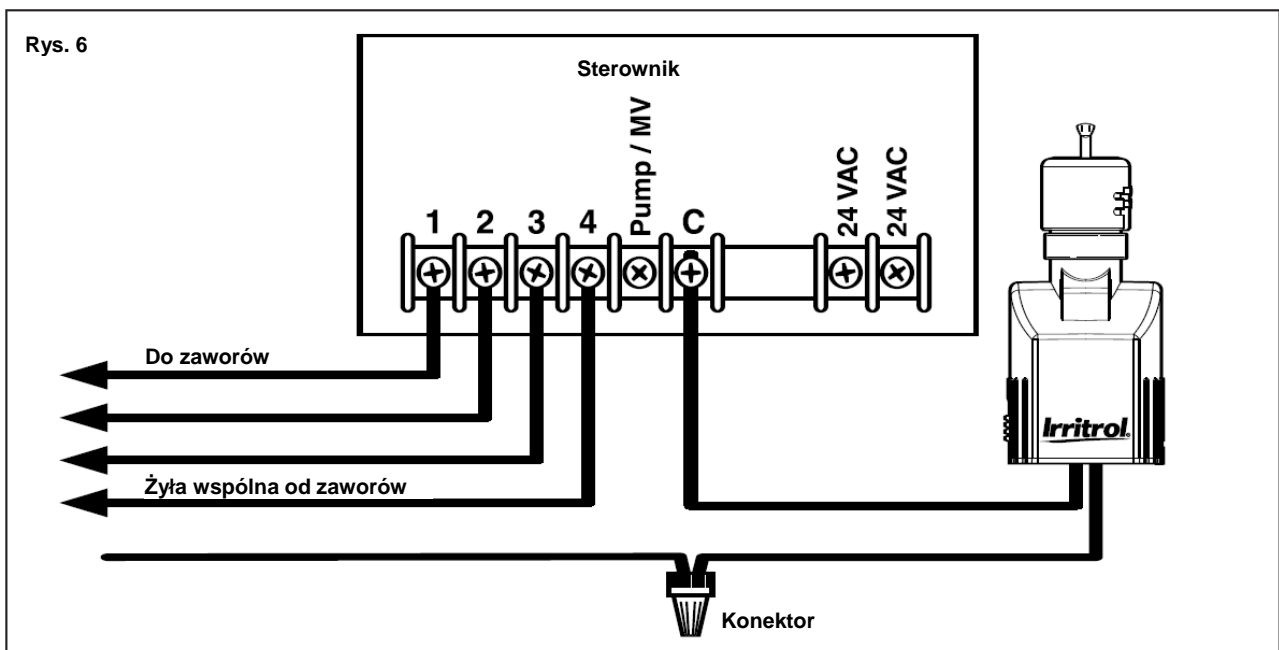 Rys. 6
Sterownik
1 2 3 4 Pump / MV C 24 VAC 24 VAC
Do zaworów
Irritrol.
Żyła wspólna od zaworów
Konektor